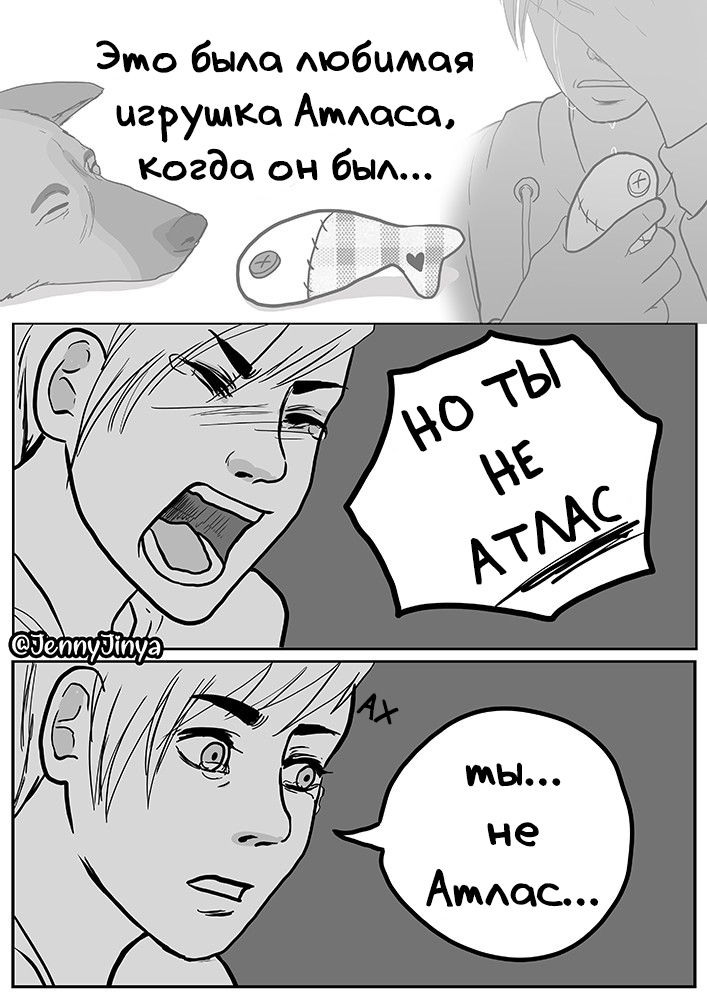 Это была любимая
игрушка Атласа,
когда он был...
НО ТЫ
НЕ
АТЛАС
@JennyJinya
АХ
ты...
не
Атлас...